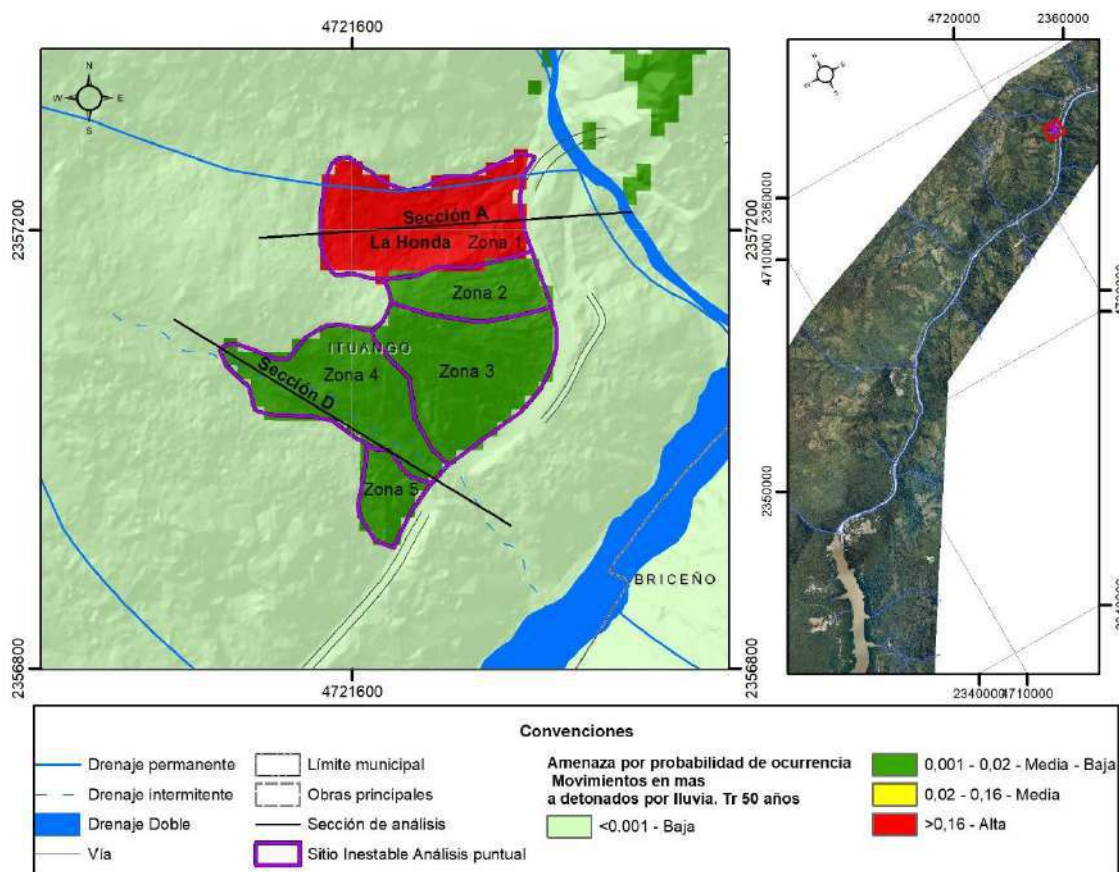 4721600
4720000
2360000
N
W
E
S
N
W
E
S
2357200
2357200
Sección A
La Honda
Zona 1
Zona 2
Zona 3
ITUANGO
Zona 4
Sección D
Zona 5
BRICEÑO
2356800
2356800
4721600
2360000
4710000
2350000
2340000
4710000
Convenciones
Drenaje permanente
Drenaje intermitente
Drenaje Doble
Vía
Límite municipal
Obras principales
Sección de análisis
Sitio Inestable Análisis puntual
Amenaza por probabilidad de ocurrencia
Movimientos en mas
a detonados por lluvia. Tr 50 años
<0.001 - Baja
0,001 - 0,02 - Media - Baja
0,02 - 0,16 - Media
>0,16 - Alta